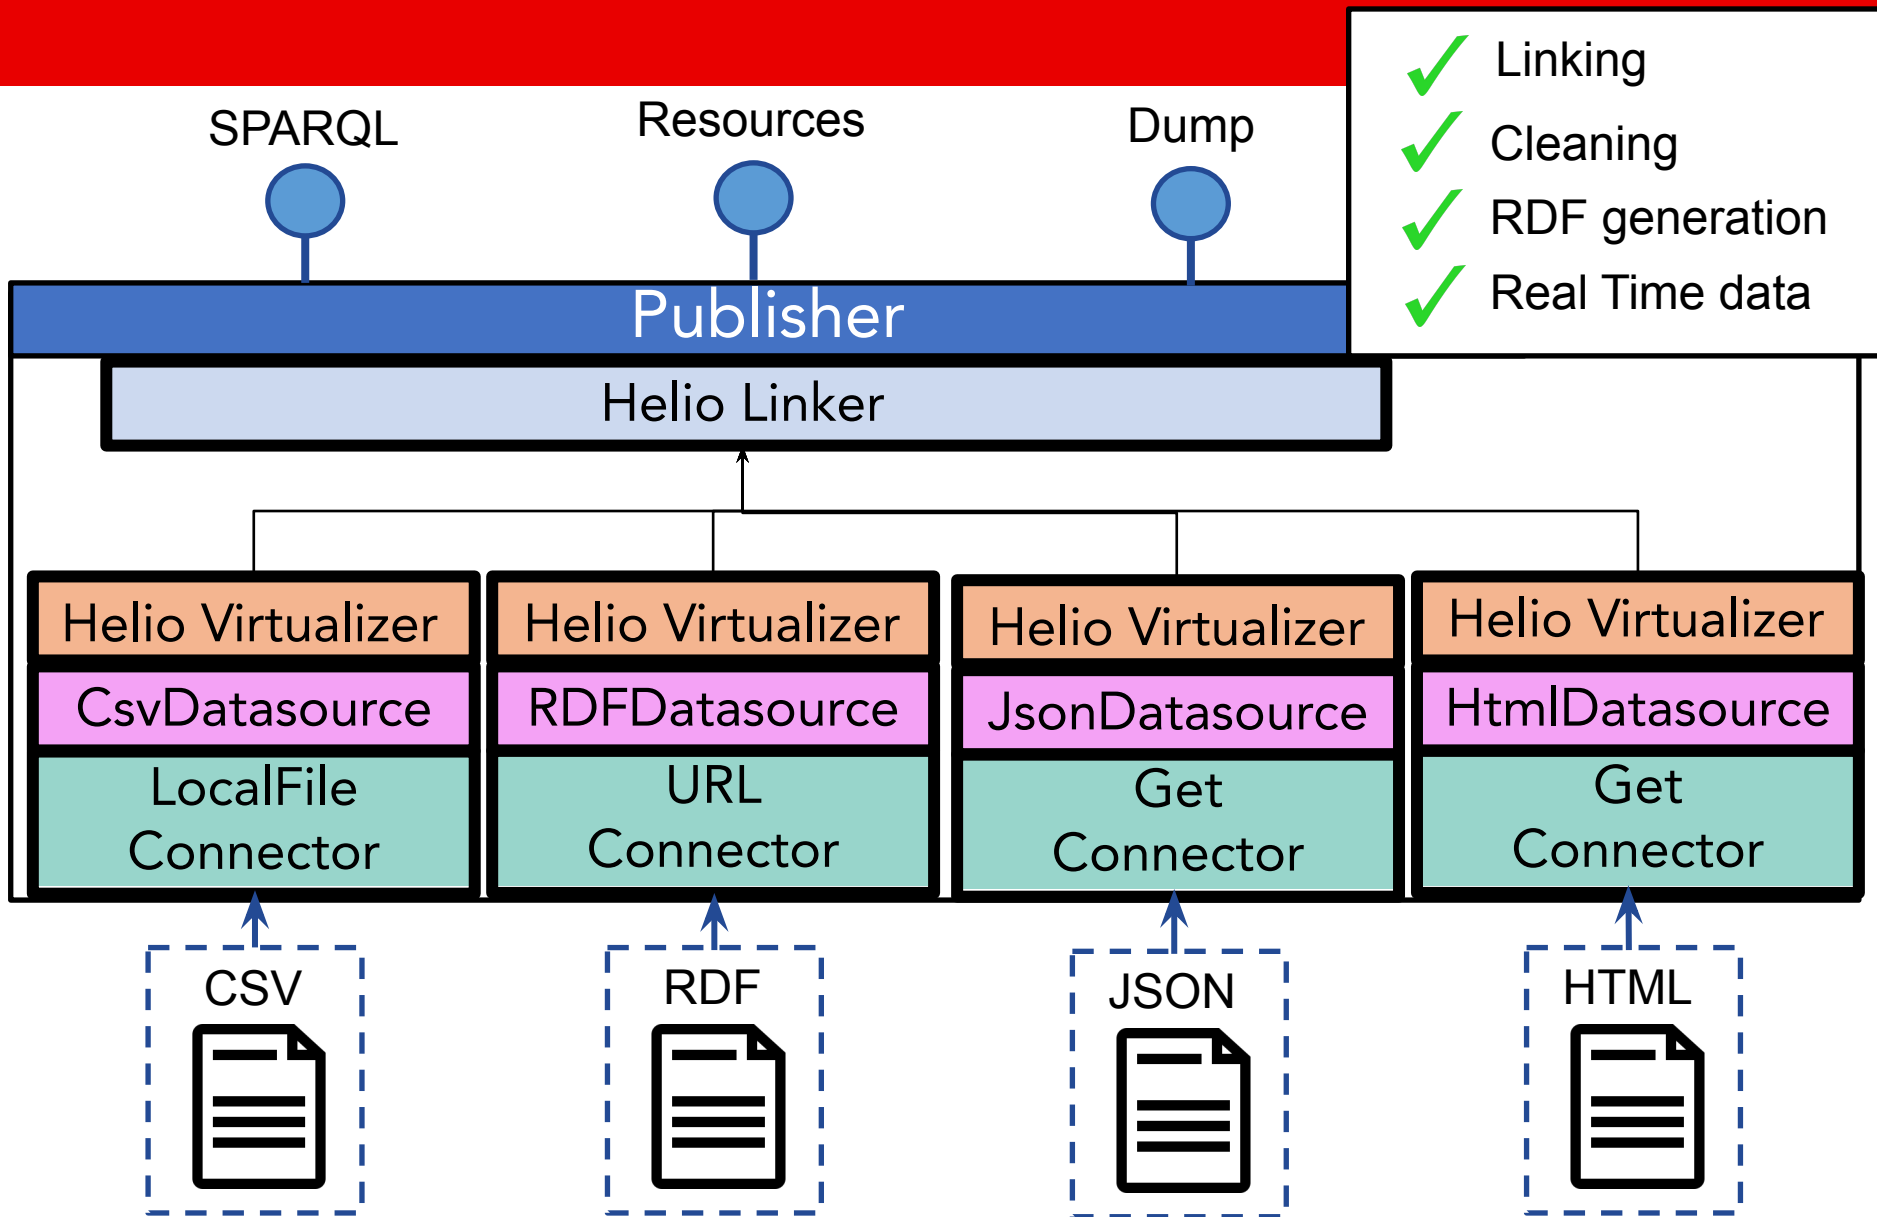 Linking
Cleaning
RDF generation
Real Time data
SPARQL
Resources
Dump
Publisher
Helio Linker
Helio Virtualizer
CsvDatasource
LocalFile
Connector
Helio Virtualizer
RDFDatasource
URL
Connector
Helio Virtualizer
JsonDatasource
Get
Connector
Helio Virtualizer
HtmlDatasource
Get
Connector
CSV
RDF
JSON
HTML